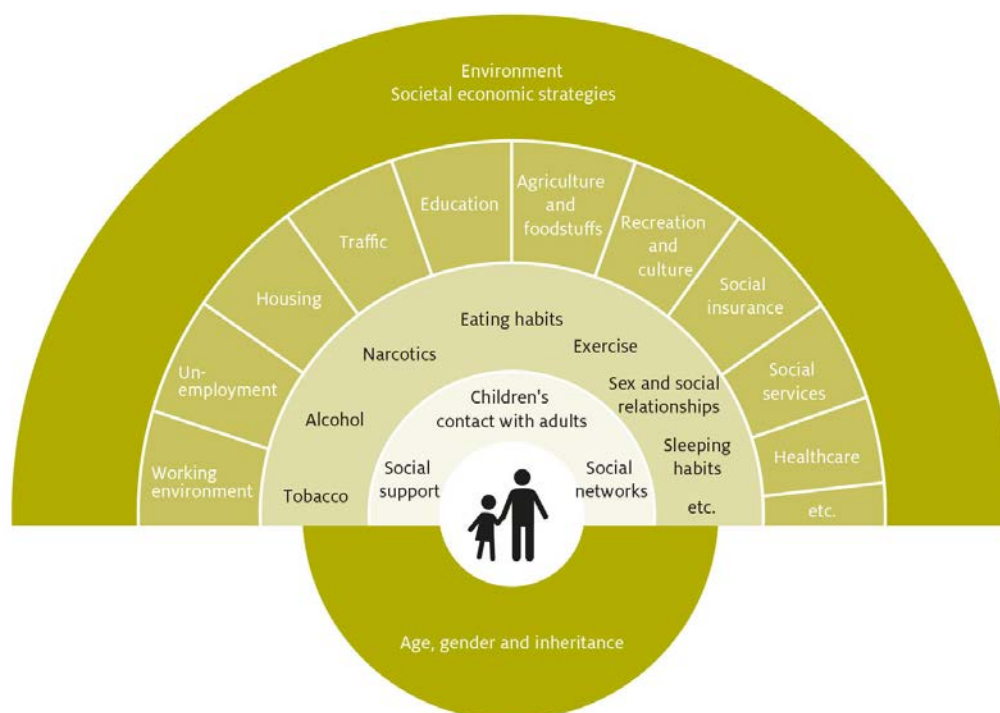 Environment
Societal economic strategies
Working
environment
Un-
employment
Housing
Traffic
Education
Agriculture
and
foodstuffs
Recreation
and
culture
Social
insurance
Social
services
Healthcare
etc.
Tobacco
Alcohol
Narcotics
Eating habits
Exercise
Sex and social
relationships
Sleeping
habits
etc.
Social
support
Children's
contact with adults
Social
networks
Age, gender and inheritance